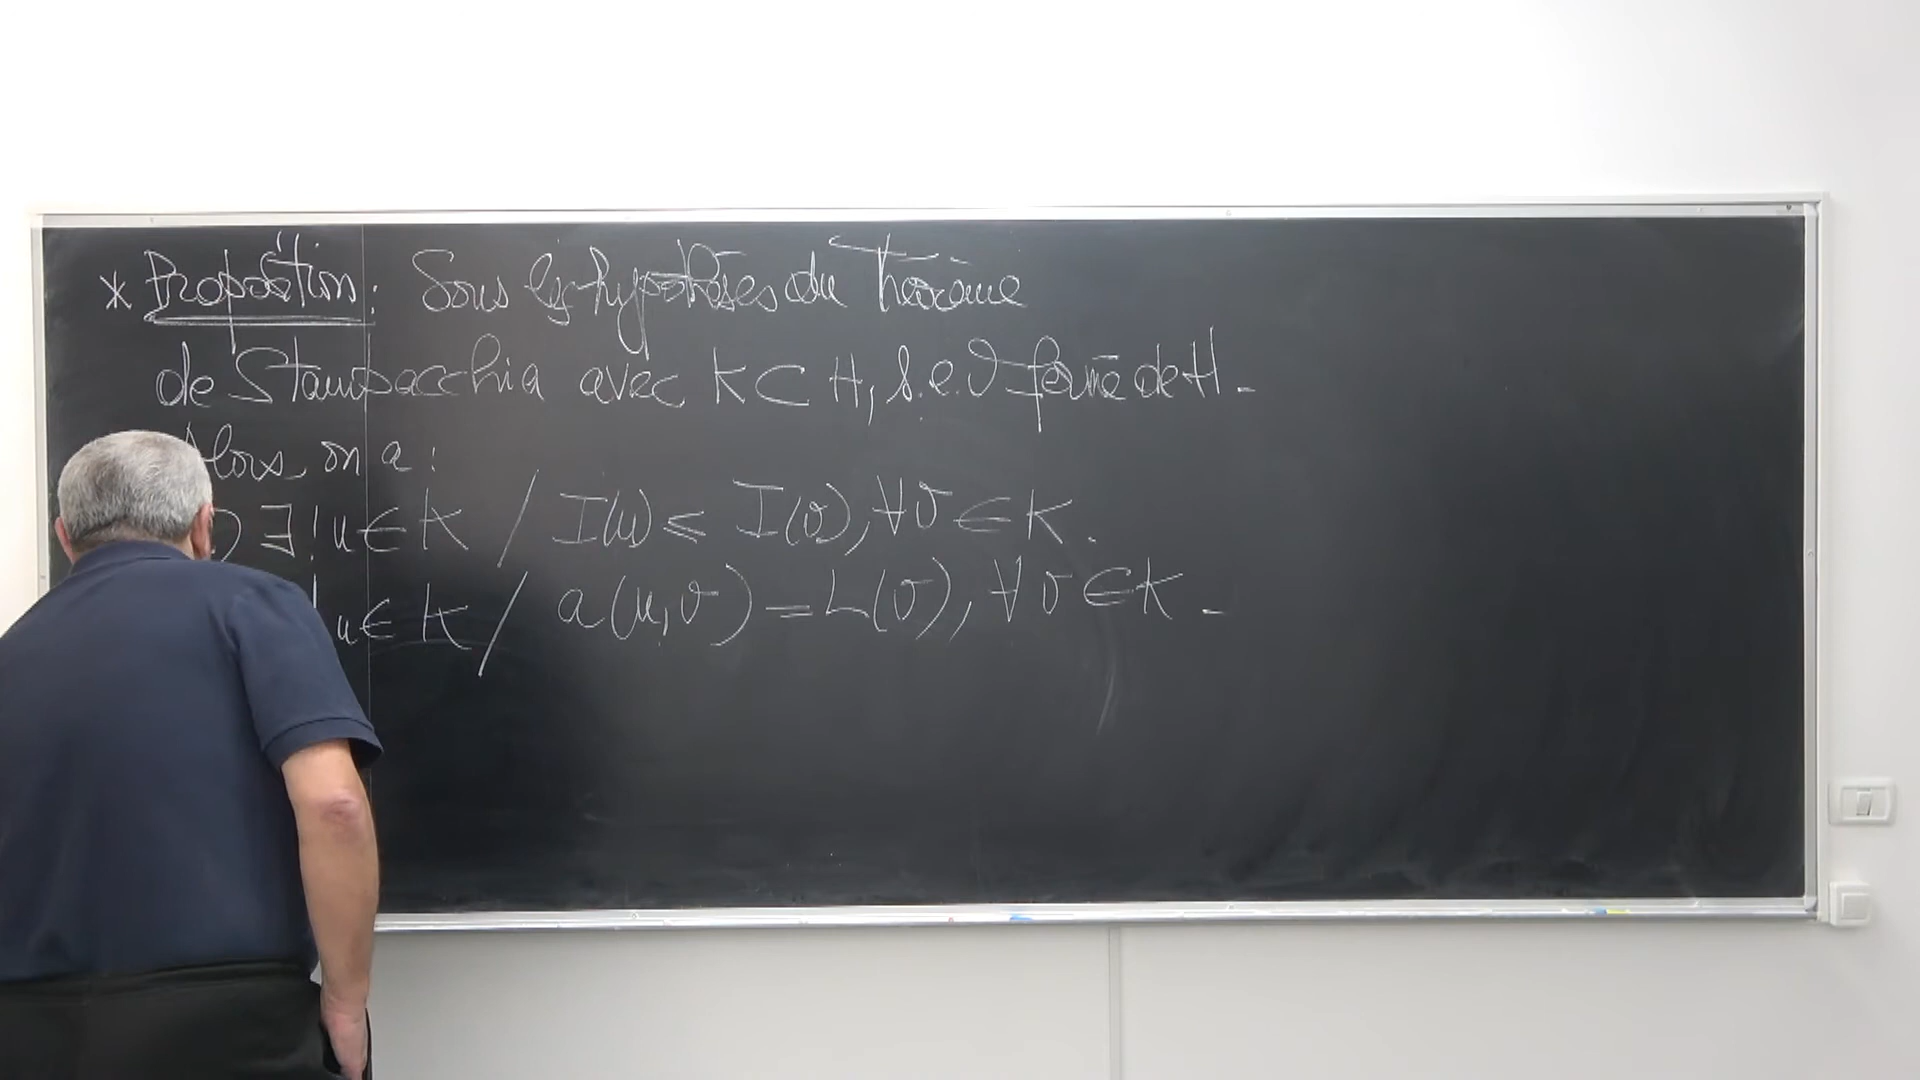 * Proposition : Sous les hypothèses du Théorème
de Stampacchia avec K ⊂ H, s.e.v fermé de H.
Alors on a :
) ∃! u ∈ K / I(u) ≤ I(v), ∀ v ∈ K.
! u ∈ K / a(u,v) = L(v), ∀ v ∈ K.